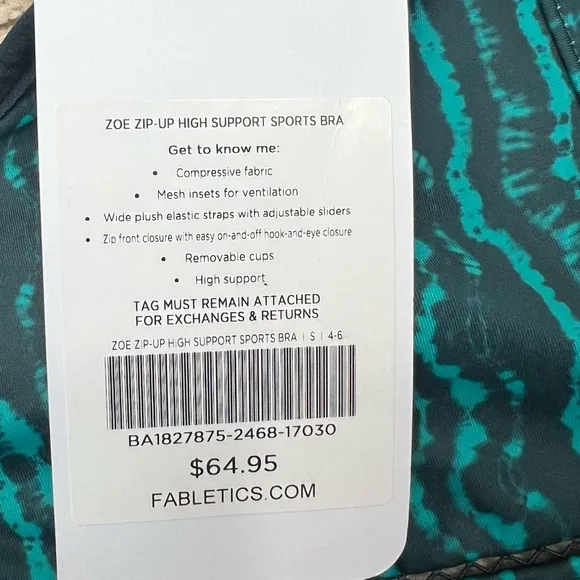 ZOE ZIP-UP HIGH SUPPORT SPORTS BRA
Get to know me:
• Compressive fabric
• Mesh insets for ventilation
• Wide plush elastic straps with adjustable sliders
• Zip front closure with easy on-and-off hook-and-eye closure
• Removable cups
• High support
TAG MUST REMAIN ATTACHED
FOR EXCHANGES & RETURNS
ZOE ZIP-UP HIGH SUPPORT SPORTS BRA | S | 4-6
BA1827875-2468-17030
$64.95
FABLETICS.COM